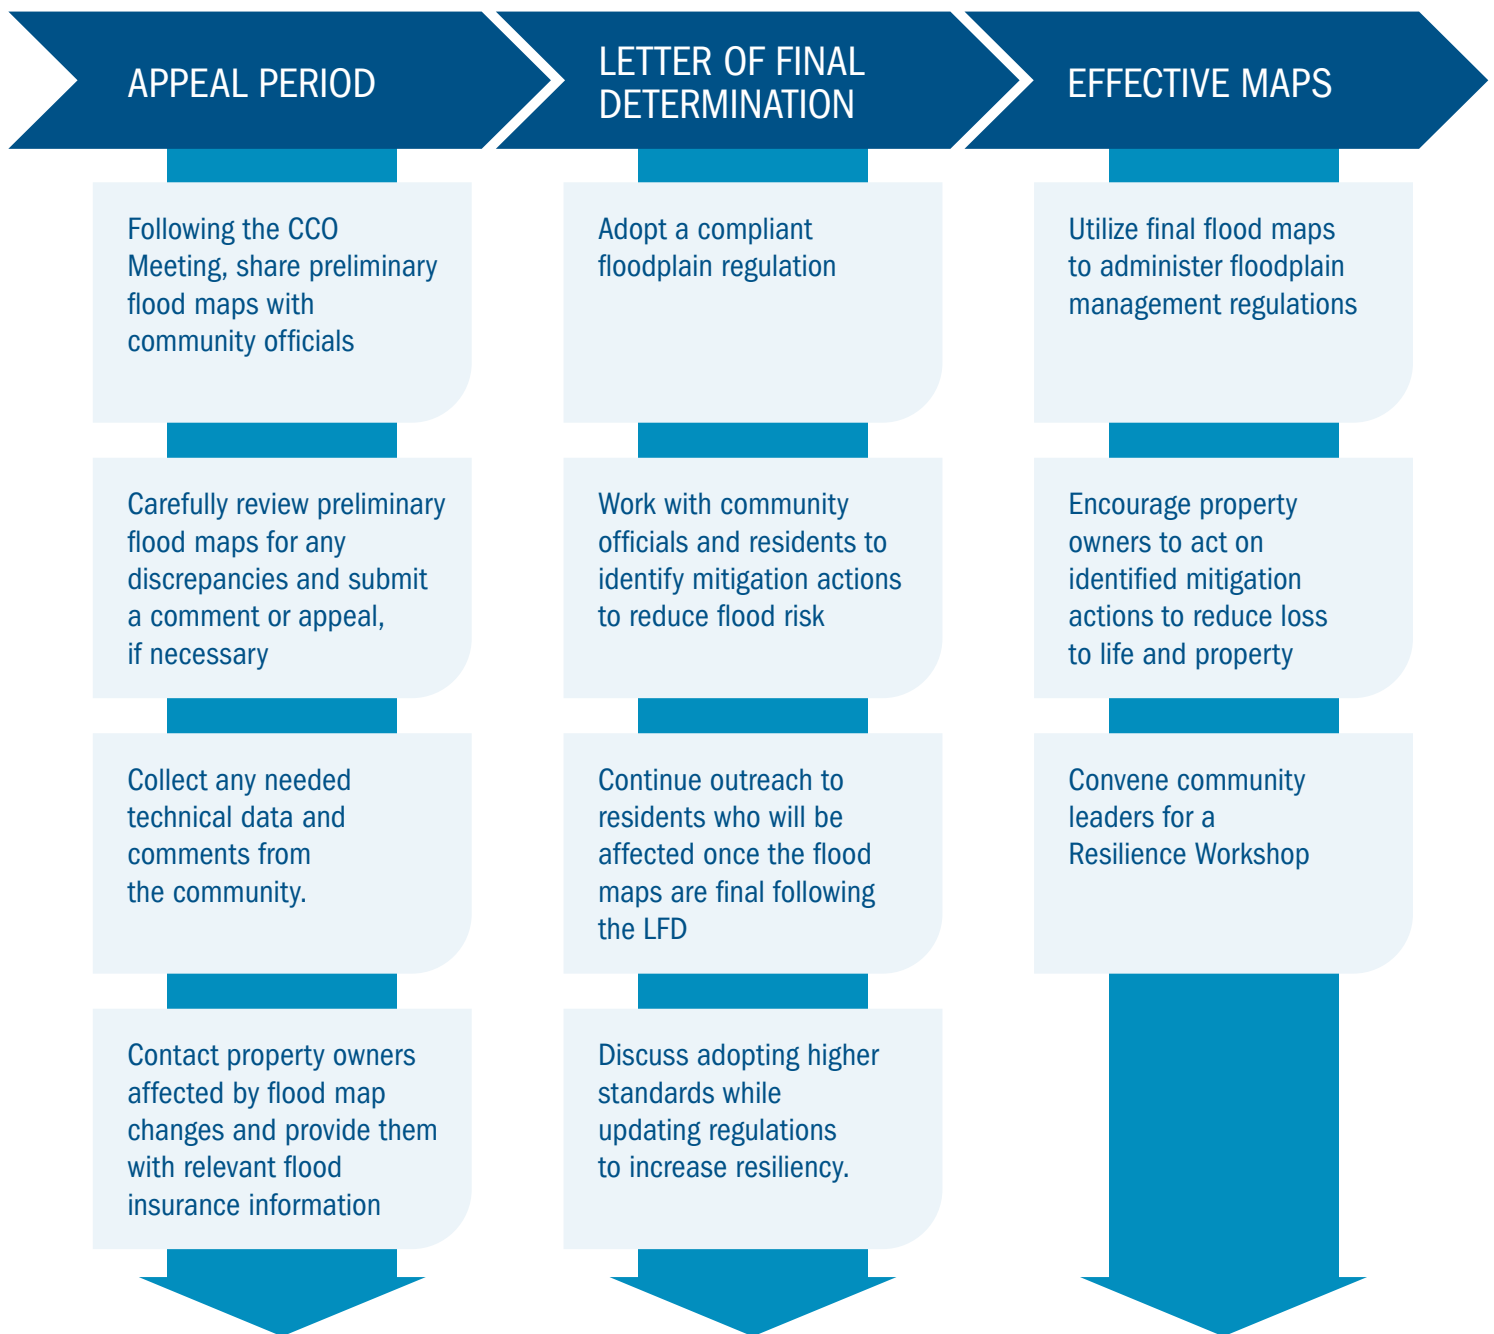 APPEAL PERIOD
Following the CCO
Meeting, share preliminary
flood maps with
community officials
Carefully review preliminary
flood maps for any
discrepancies and submit
a comment or appeal,
if necessary
Collect any needed
technical data and
comments from
the community.
Contact property owners
affected by flood map
changes and provide them
with relevant flood
insurance information
LETTER OF FINAL
DETERMINATION
Adopt a compliant
floodplain regulation
Work with community
officials and residents to
identify mitigation actions
to reduce flood risk
Continue outreach to
residents who will be
affected once the flood
maps are final following
the LFD
Discuss adopting higher
standards while
updating regulations
to increase resiliency.
EFFECTIVE MAPS
Utilize final flood maps
to administer floodplain
management regulations
Encourage property
owners to act on
identified mitigation
actions to reduce loss
to life and property
Convene community
leaders for a
Resilience Workshop